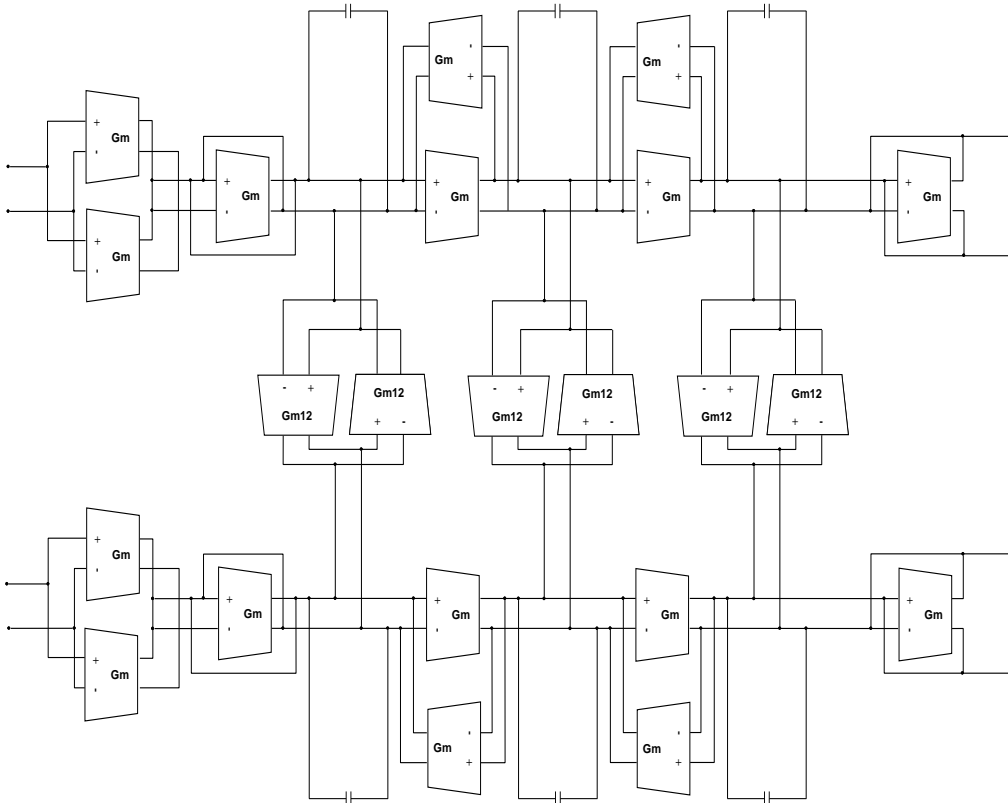 - Gm +
Gm - +
+ Gm -
+ Gm -
+ Gm -
+ Gm -
+ Gm -
+ Gm -
- + Gm12
Gm12 + -
- + Gm12
Gm12 + -
- + Gm12
Gm12 + -
+ Gm -
+ Gm -
+ Gm -
+ Gm -
+ Gm -
+ Gm -
Gm - +
Gm - +